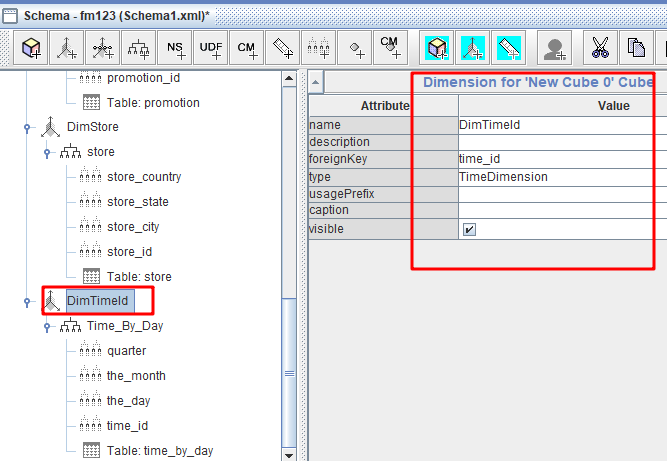 Schema - fm123 (Schema1.xml)*
NS UDF CM CM
promotion_id
Table: promotion
DimStore
store
store_country
store_state
store_city
store_id
Table: store
DimTimeId
Time_By_Day
quarter
the_month
the_day
time_id
Table: time_by_day
Dimension for 'New Cube 0' Cube
Attribute Value
name DimTimeId
description
foreignKey time_id
type TimeDimension
usagePrefix
caption
visible